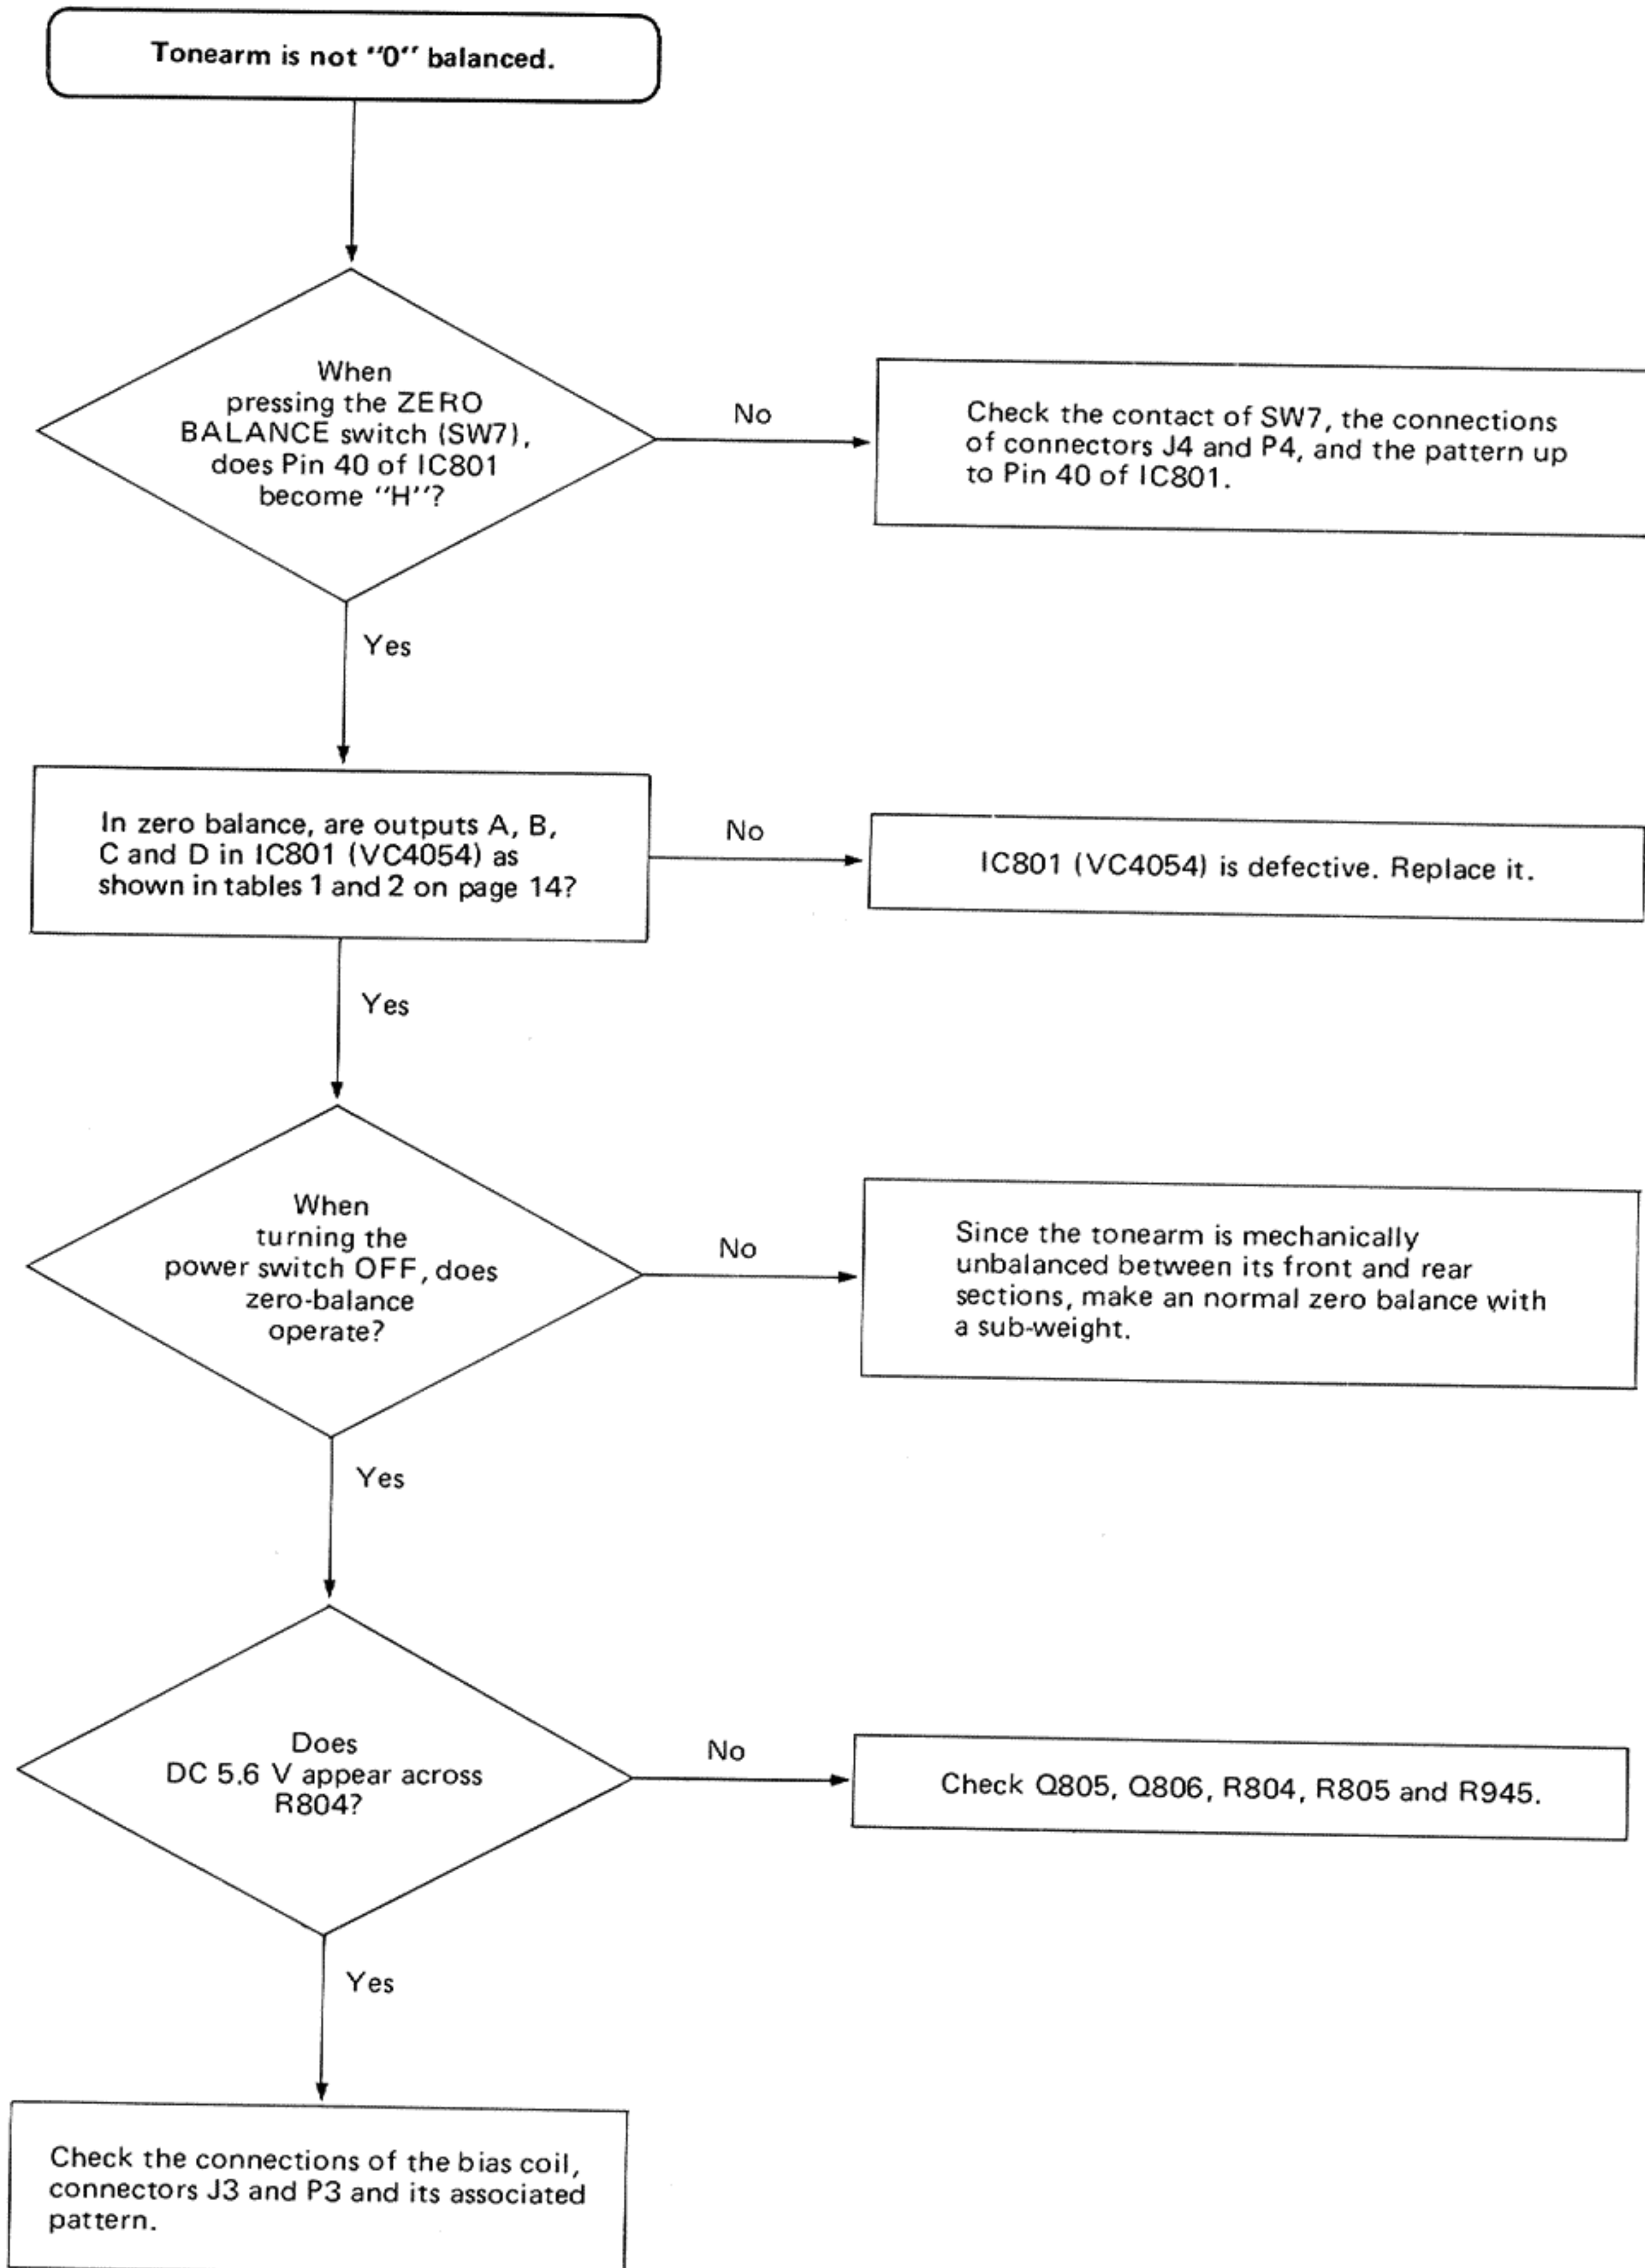 Tonearm is not “0” balanced.
When
pressing the ZERO
BALANCE switch (SW7),
does Pin 40 of IC801
become “H”?
No
Check the contact of SW7, the connections
of connectors J4 and P4, and the pattern up
to Pin 40 of IC801.
Yes
In zero balance, are outputs A, B,
C and D in IC801 (VC4054) as
shown in tables 1 and 2 on page 14?
No
IC801 (VC4054) is defective. Replace it.
Yes
When
turning the
power switch OFF, does
zero-balance
operate?
No
Since the tonearm is mechanically
unbalanced between its front and rear
sections, make an normal zero balance with
a sub-weight.
Yes
Does
DC 5.6 V appear across
R804?
No
Check Q805, Q806, R804, R805 and R945.
Yes
Check the connections of the bias coil,
connectors J3 and P3 and its associated
pattern.